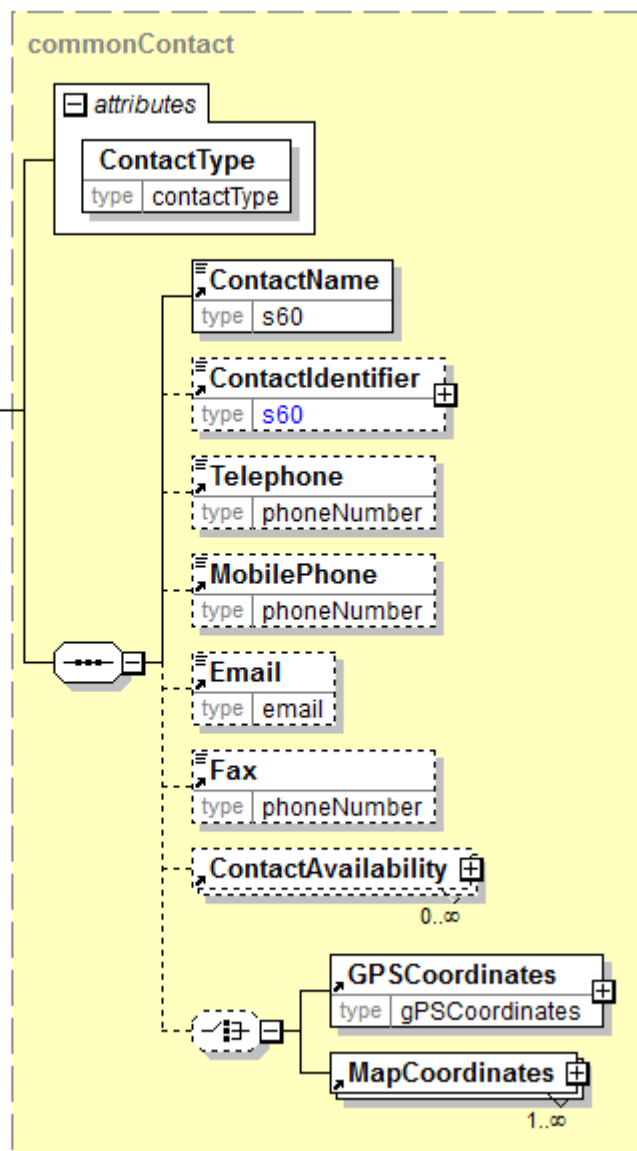 commonContact
attributes
ContactType
type contactType
ContactName
type s60
ContactIdentifier
type s60
Telephone
type phoneNumber
MobilePhone
type phoneNumber
Email
type email
Fax
type phoneNumber
ContactAvailability
0..∞
GPSCoordinates
type gPSCoordinates
MapCoordinates
1..∞